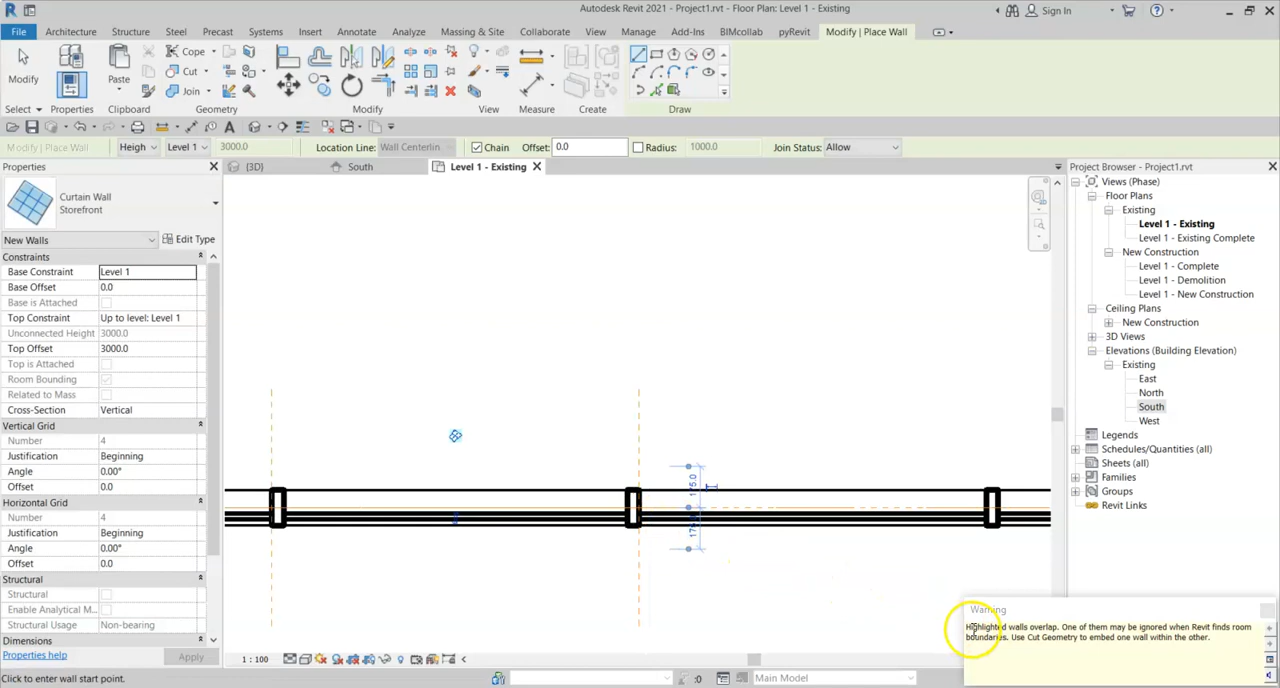 Autodesk Revit 2021 - Project1.rvt - Floor Plan: Level 1 - Existing
Sign In
File Architecture Structure Steel Precast Systems Insert Annotate Analyze Massing & Site Collaborate View Manage Add-Ins BIMcollab pyRevit Modify | Place Wall
Modify
Paste
Cope
Cut
Join
Select Properties Clipboard Geometry Modify View Measure Create Draw
Modify | Place Wall Heigh Level 1 3000.0 Location Line: Wall Centerlin Chain Offset: 0.0 Radius: 1000.0 Join Status: Allow
Properties
{3D} South Level 1 - Existing
Project Browser - Project1.rvt
Curtain Wall
Storefront
New Walls Edit Type
Constraints
Base Constraint Level 1
Base Offset 0.0
Base is Attached
Top Constraint Up to level: Level 1
Unconnected Height 3000.0
Top Offset 3000.0
Top is Attached
Room Bounding
Related to Mass
Cross-Section Vertical
Vertical Grid
Number 4
Justification Beginning
Angle 0.00°
Offset 0.0
Horizontal Grid
Number 4
Justification Beginning
Angle 0.00°
Offset 0.0
Structural
Structural
Enable Analytical M...
Structural Usage Non-bearing
Dimensions
Properties help Apply
175.0
Views (Phase)
Floor Plans
Existing
Level 1 - Existing
Level 1 - Existing Complete
New Construction
Level 1 - Complete
Level 1 - Demolition
Level 1 - New Construction
Ceiling Plans
New Construction
3D Views
Elevations (Building Elevation)
Existing
East
North
South
West
Legends
Schedules/Quantities (all)
Sheets (all)
Families
Groups
Revit Links
Warning
Highlighted walls overlap. One of them may be ignored when Revit finds room
boundaries. Use Cut Geometry to embed one wall within the other.
1 : 100
Click to enter wall start point.
:0 Main Model